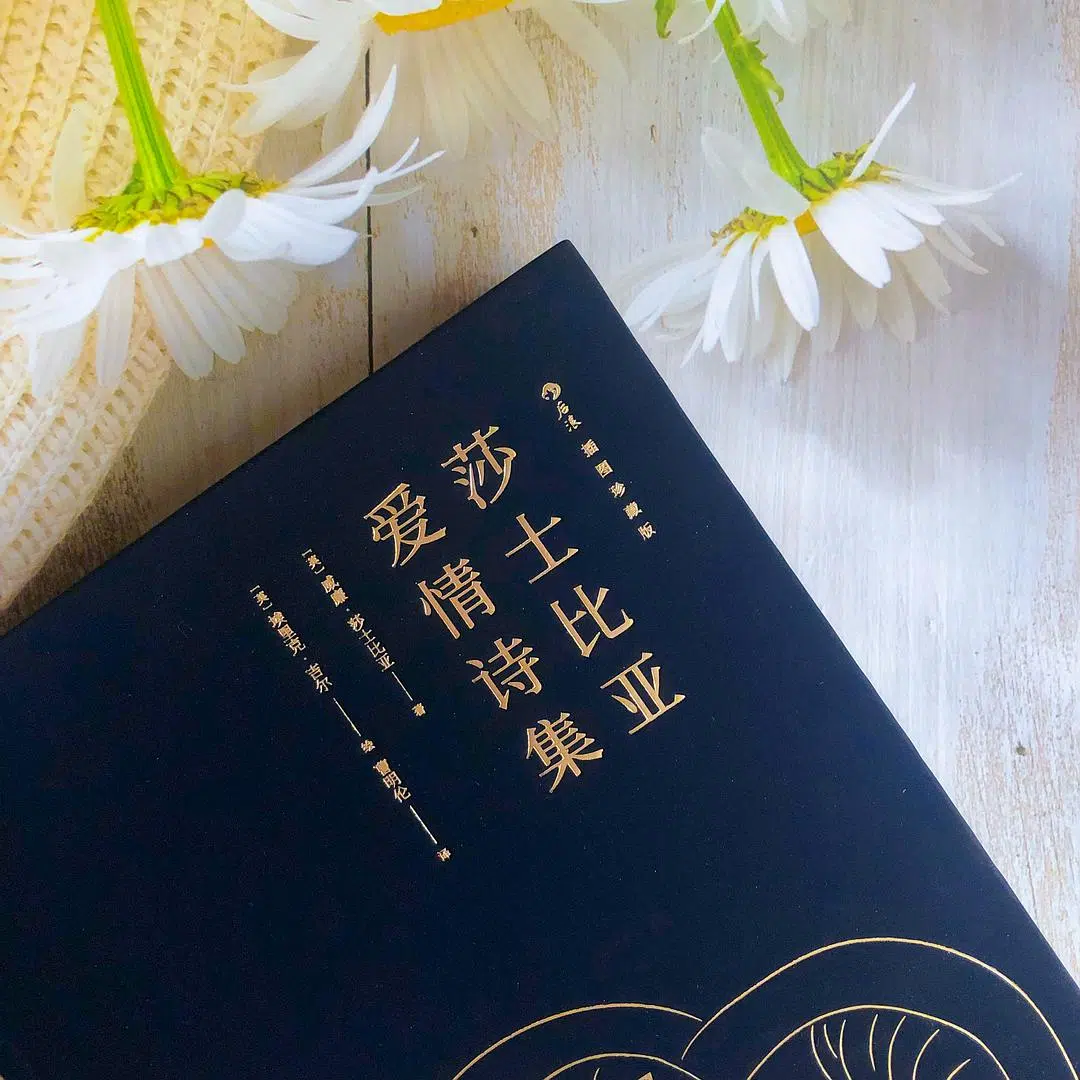 后浪 插图珍藏版
莎士比亚
爱情诗集
[英] 威廉·莎士比亚——著
[英] 埃里克·吉尔——绘 曹明伦——译